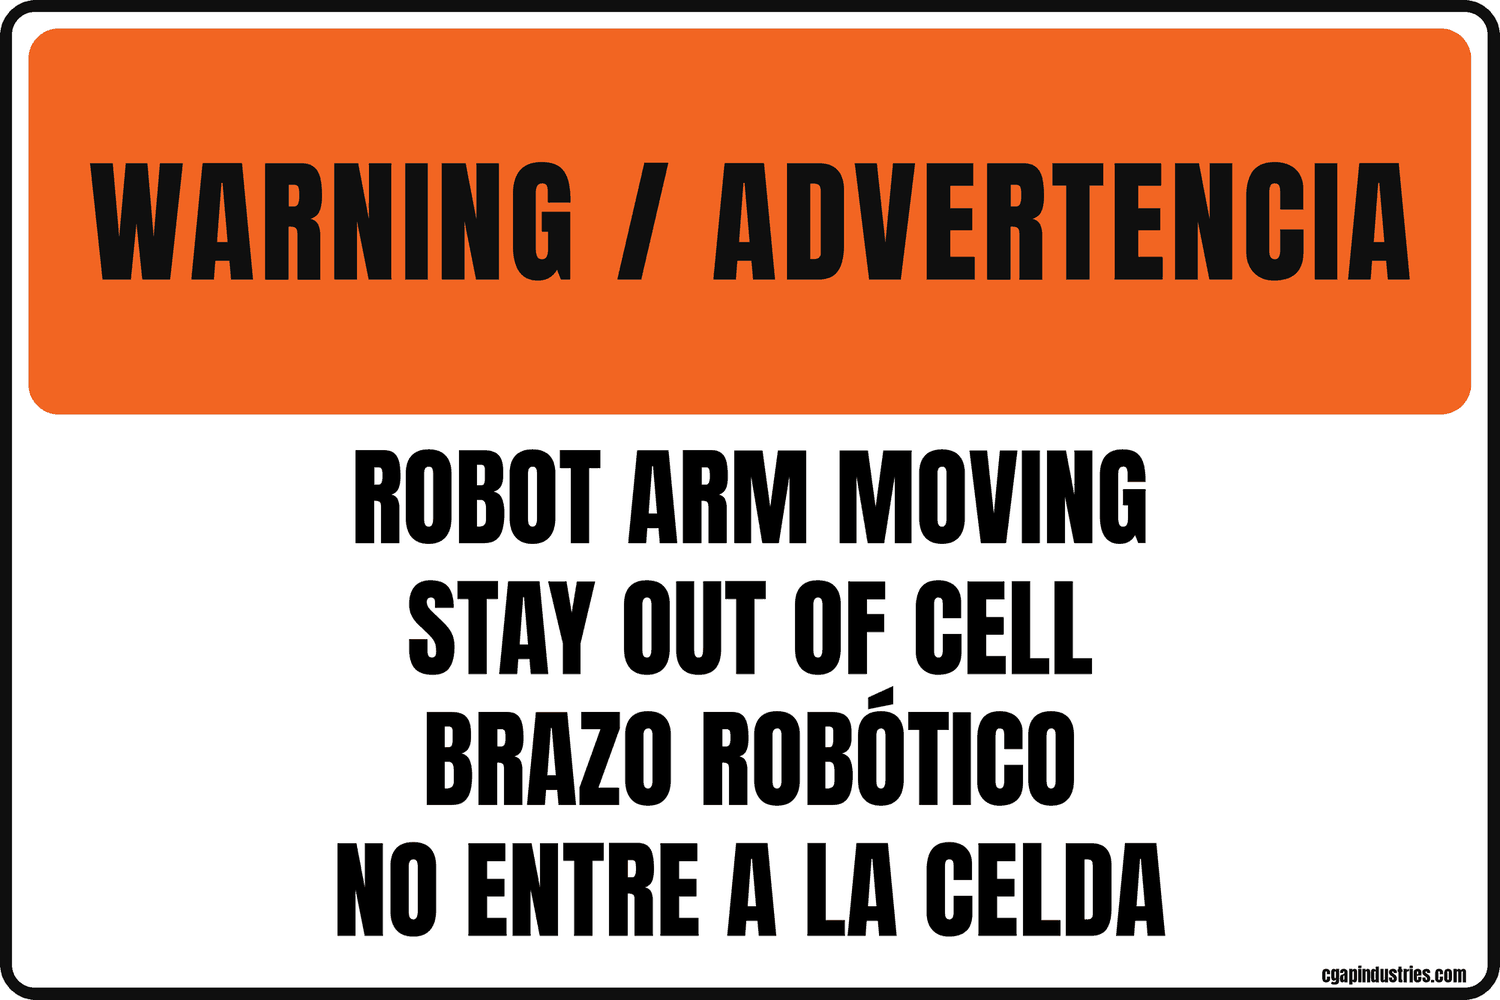 WARNING / ADVERTENCIA
ROBOT ARM MOVING
STAY OUT OF CELL
BRAZO ROBÓTICO
NO ENTRE A LA CELDA
cgapindustries.com